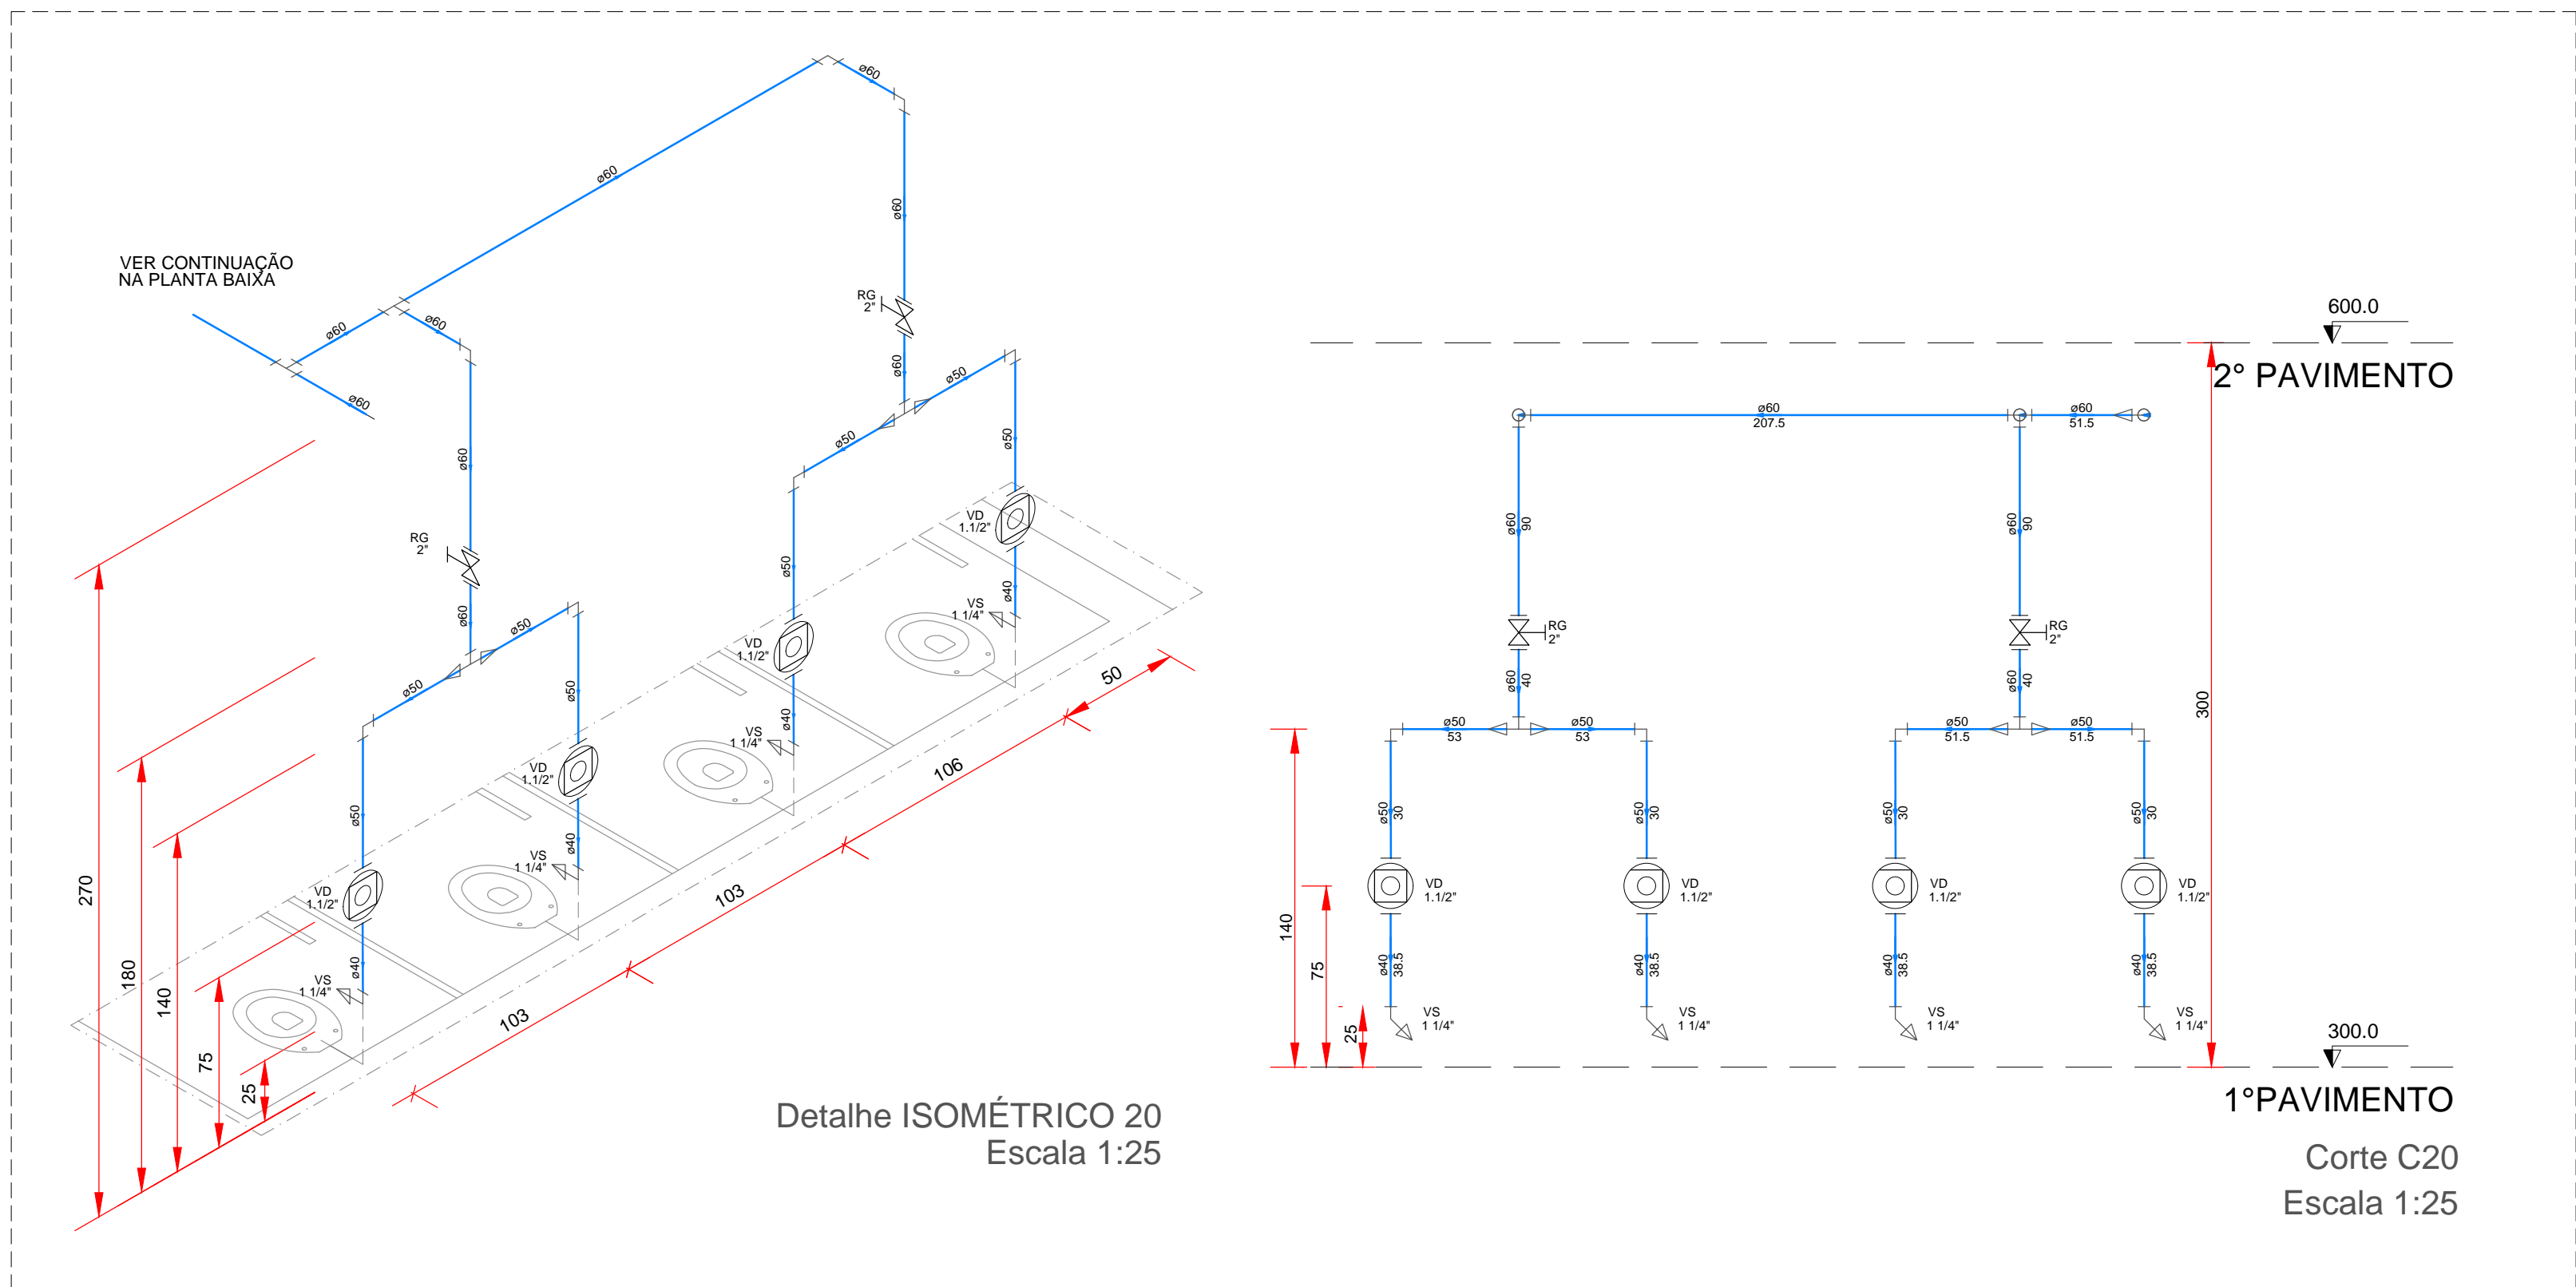 VER CONTINUAÇÃO
NA PLANTA BAIXA
ø60
ø60
ø60
ø60
ø60
ø60
ø60
RG
2"
ø60
RG
2"
ø60
ø50
ø50
ø50
ø50
ø50
ø50
ø50
ø50
VD
1.1/2"
VD
1.1/2"
VD
1.1/2"
VD
1.1/2"
ø40
ø40
ø40
ø40
VS
1 1/4"
VS
1 1/4"
VS
1 1/4"
VS
1 1/4"
50
106
103
103
270
180
140
75
25
Detalhe ISOMÉTRICO 20
Escala 1:25
600.0
2° PAVIMENTO
ø60
207.5
ø60
51.5
ø60
90
ø60
90
RG
2"
RG
2"
ø60
40
ø60
40
300
ø50
53
ø50
53
ø50
51.5
ø50
51.5
ø50
30
ø50
30
ø50
30
ø50
30
VD
1.1/2"
VD
1.1/2"
VD
1.1/2"
VD
1.1/2"
140
75
25
ø40
38.5
ø40
38.5
ø40
38.5
ø40
38.5
VS
1 1/4"
VS
1 1/4"
VS
1 1/4"
VS
1 1/4"
300.0
1°PAVIMENTO
Corte C20
Escala 1:25